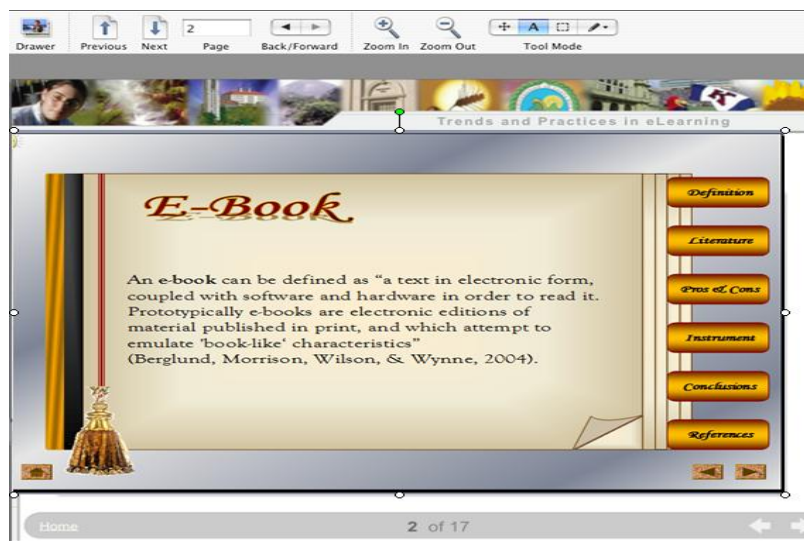 2
Drawer Previous Next Page Back/Forward Zoom In Zoom Out Tool Mode
A
Trends and Practices in eLearning
E-Book
An e-book can be defined as “a text in electronic form,
coupled with software and hardware in order to read it.
Prototypically e-books are electronic editions of
material published in print, and which attempt to
emulate 'book-like‘ characteristics”
(Berglund, Morrison, Wilson, & Wynne, 2004).
Definition
Literature
Pros & Cons
Instrument
Conclusions
References
Home
2 of 17